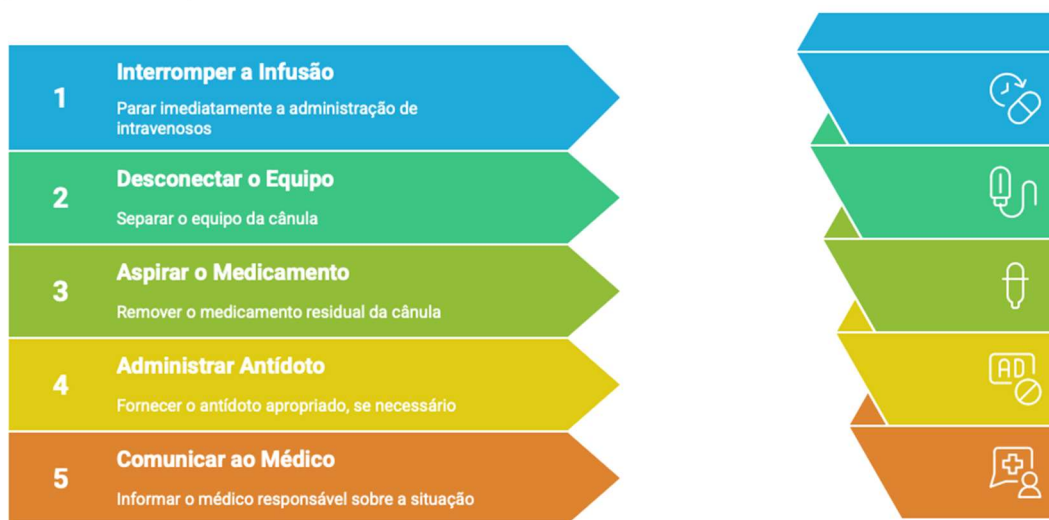 1
Interromper a Infusão
Parar imediatamente a administração de
intravenosos
2
Desconectar o Equipo
Separar o equipo da cânula
3
Aspirar o Medicamento
Remover o medicamento residual da cânula
4
Administrar Antídoto
Fornecer o antídoto apropriado, se necessário
5
Comunicar ao Médico
Informar o médico responsável sobre a situação
AD